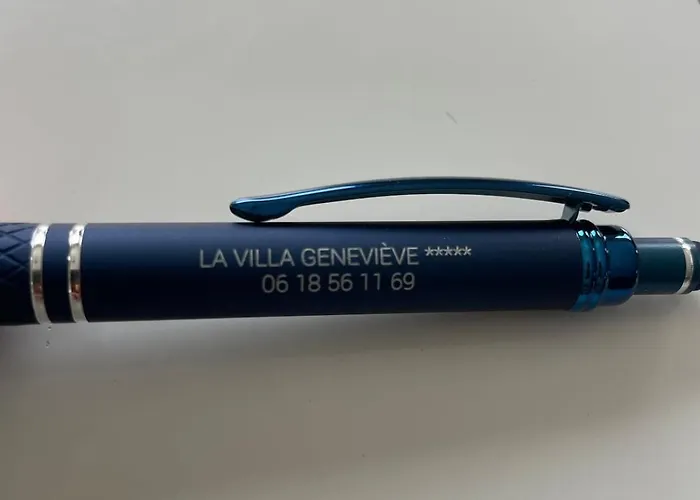 LA VILLA GENEVIÈVE *****
06 18 56 11 69